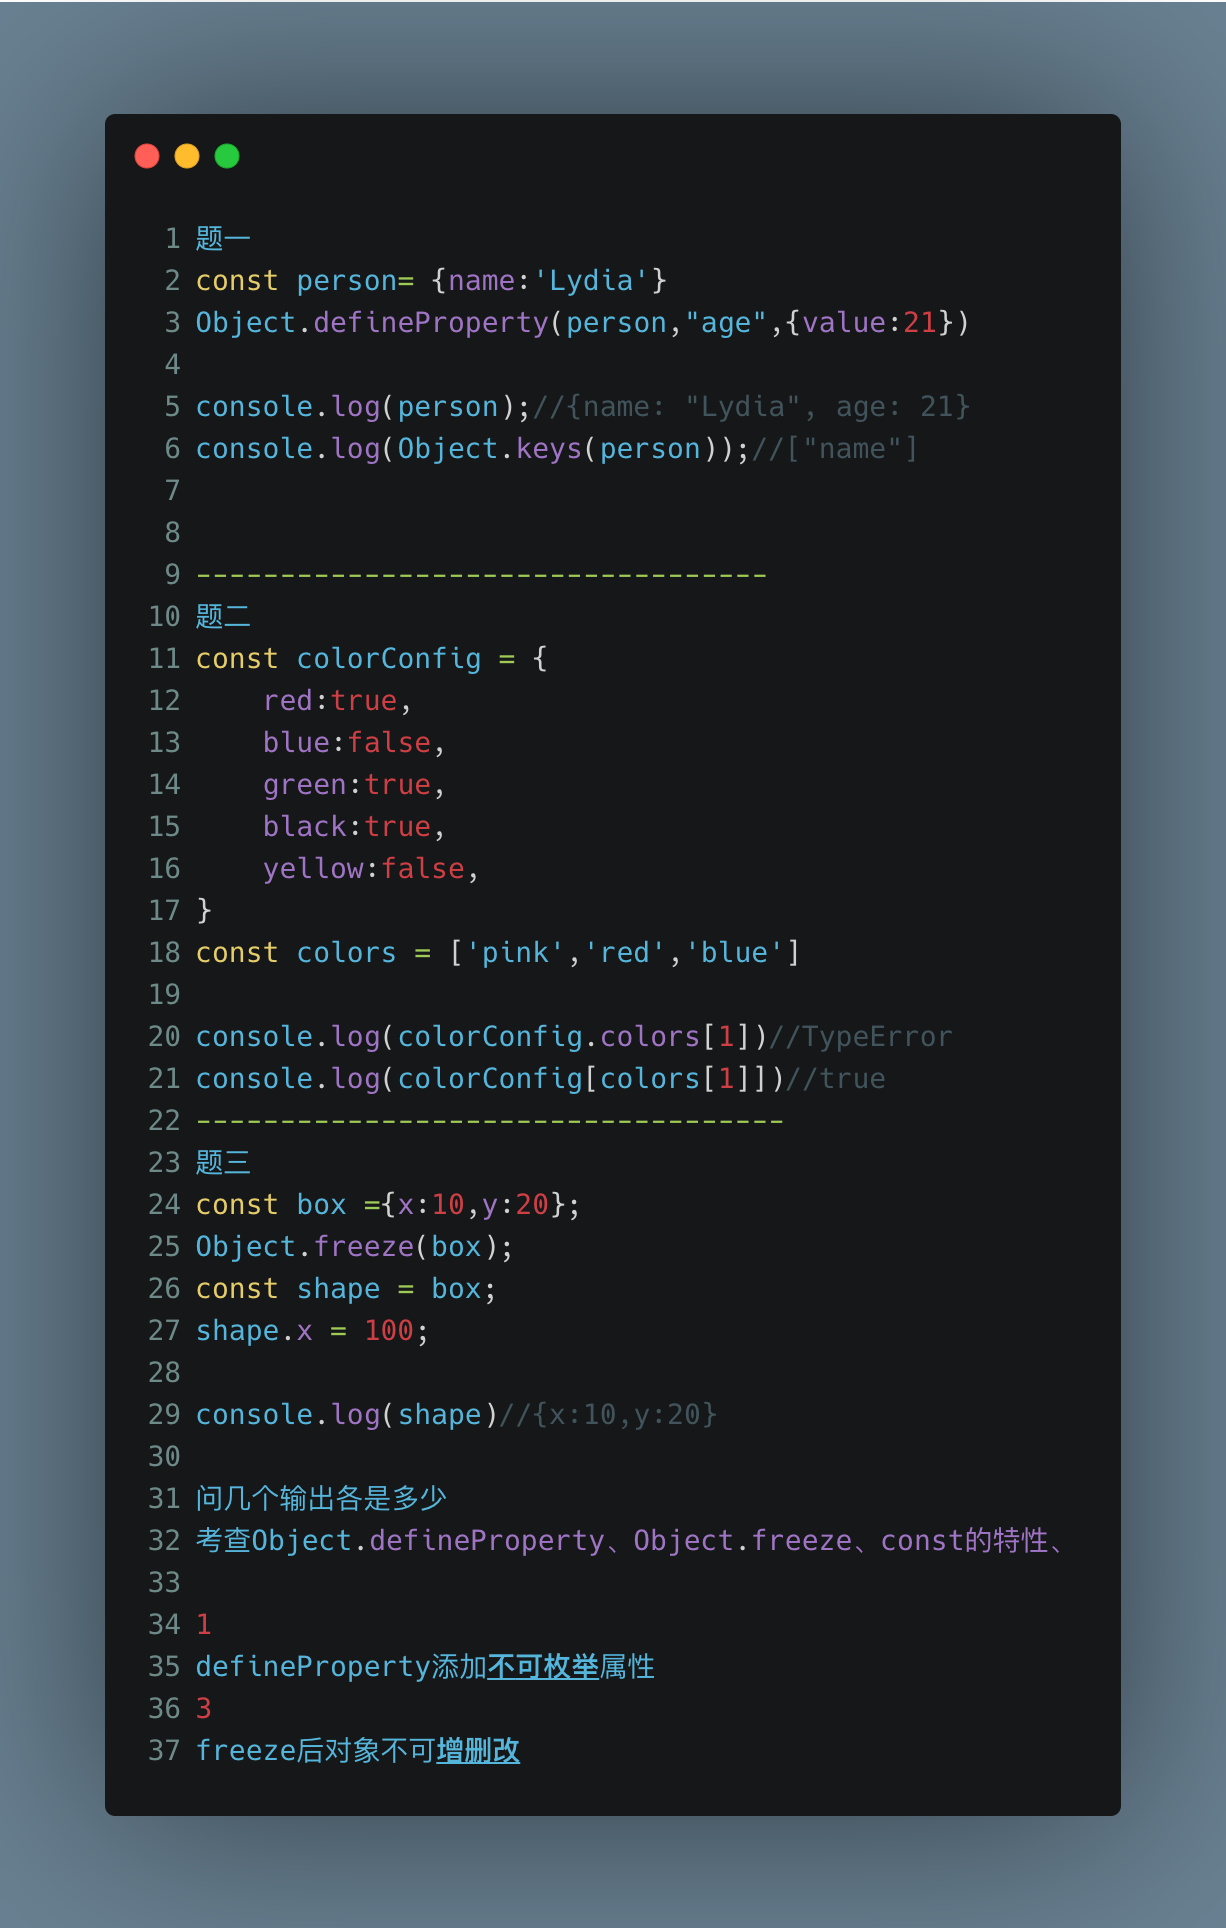 1 题一
2 const person= {name:'Lydia'}
3 Object.defineProperty(person,"age",{value:21})
4
5 console.log(person);//{name: "Lydia", age: 21}
6 console.log(Object.keys(person));//["name"]
7
8
9 ----------------------------------
10 题二
11 const colorConfig = {
12     red:true,
13     blue:false,
14     green:true,
15     black:true,
16     yellow:false,
17 }
18 const colors = ['pink','red','blue']
19
20 console.log(colorConfig.colors[1])//TypeError
21 console.log(colorConfig[colors[1]])//true
22 -----------------------------------
23 题三
24 const box ={x:10,y:20};
25 Object.freeze(box);
26 const shape = box;
27 shape.x = 100;
28
29 console.log(shape)//{x:10,y:20}
30
31 问几个输出各是多少
32 考查Object.defineProperty、Object.freeze、const的特性、
33
34 1
35 defineProperty添加不可枚举属性
36 3
37 freeze后对象不可增删改